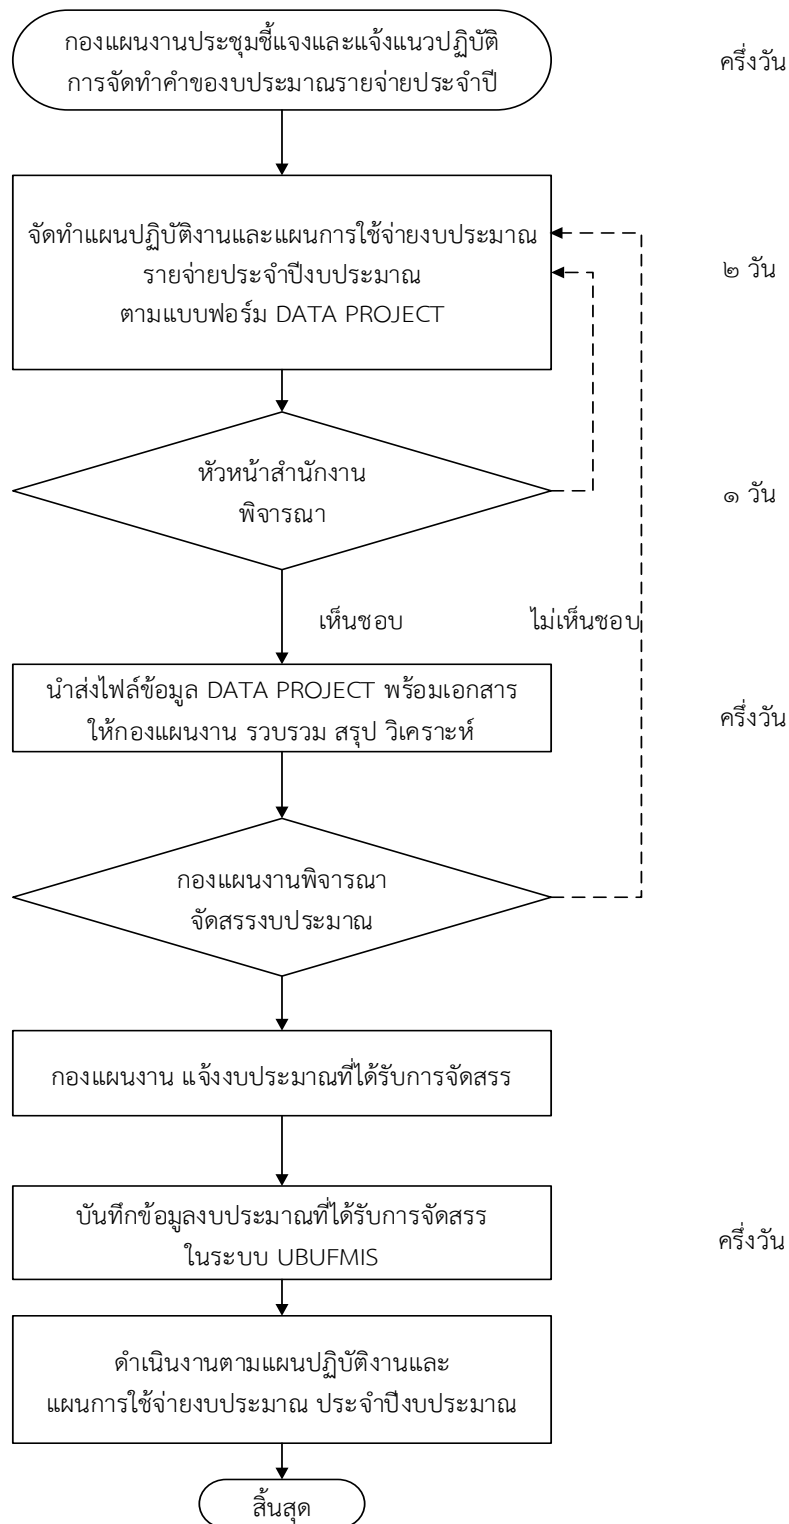 กองแผนงานประชุมชี้แจงและแจ้งแนวปฏิบัติ
การจัดทำคำของบประมาณรายจ่ายประจำปี
ครึ่งวัน
จัดทำแผนปฏิบัติงานและแผนการใช้จ่ายงบประมาณ
รายจ่ายประจำปีงบประมาณ
ตามแบบฟอร์ม DATA PROJECT
๒ วัน
หัวหน้าสำนักงาน
พิจารณา
๑ วัน
เห็นชอบ
ไม่เห็นชอบ
นำส่งไฟล์ข้อมูล DATA PROJECT พร้อมเอกสาร
ให้กองแผนงาน รวบรวม สรุป วิเคราะห์
ครึ่งวัน
กองแผนงานพิจารณา
จัดสรรงบประมาณ
กองแผนงาน แจ้งงบประมาณที่ได้รับการจัดสรร
บันทึกข้อมูลงบประมาณที่ได้รับการจัดสรร
ในระบบ UBUFMIS
ครึ่งวัน
ดำเนินงานตามแผนปฏิบัติงานและ
แผนการใช้จ่ายงบประมาณ ประจำปีงบประมาณ
สิ้นสุด